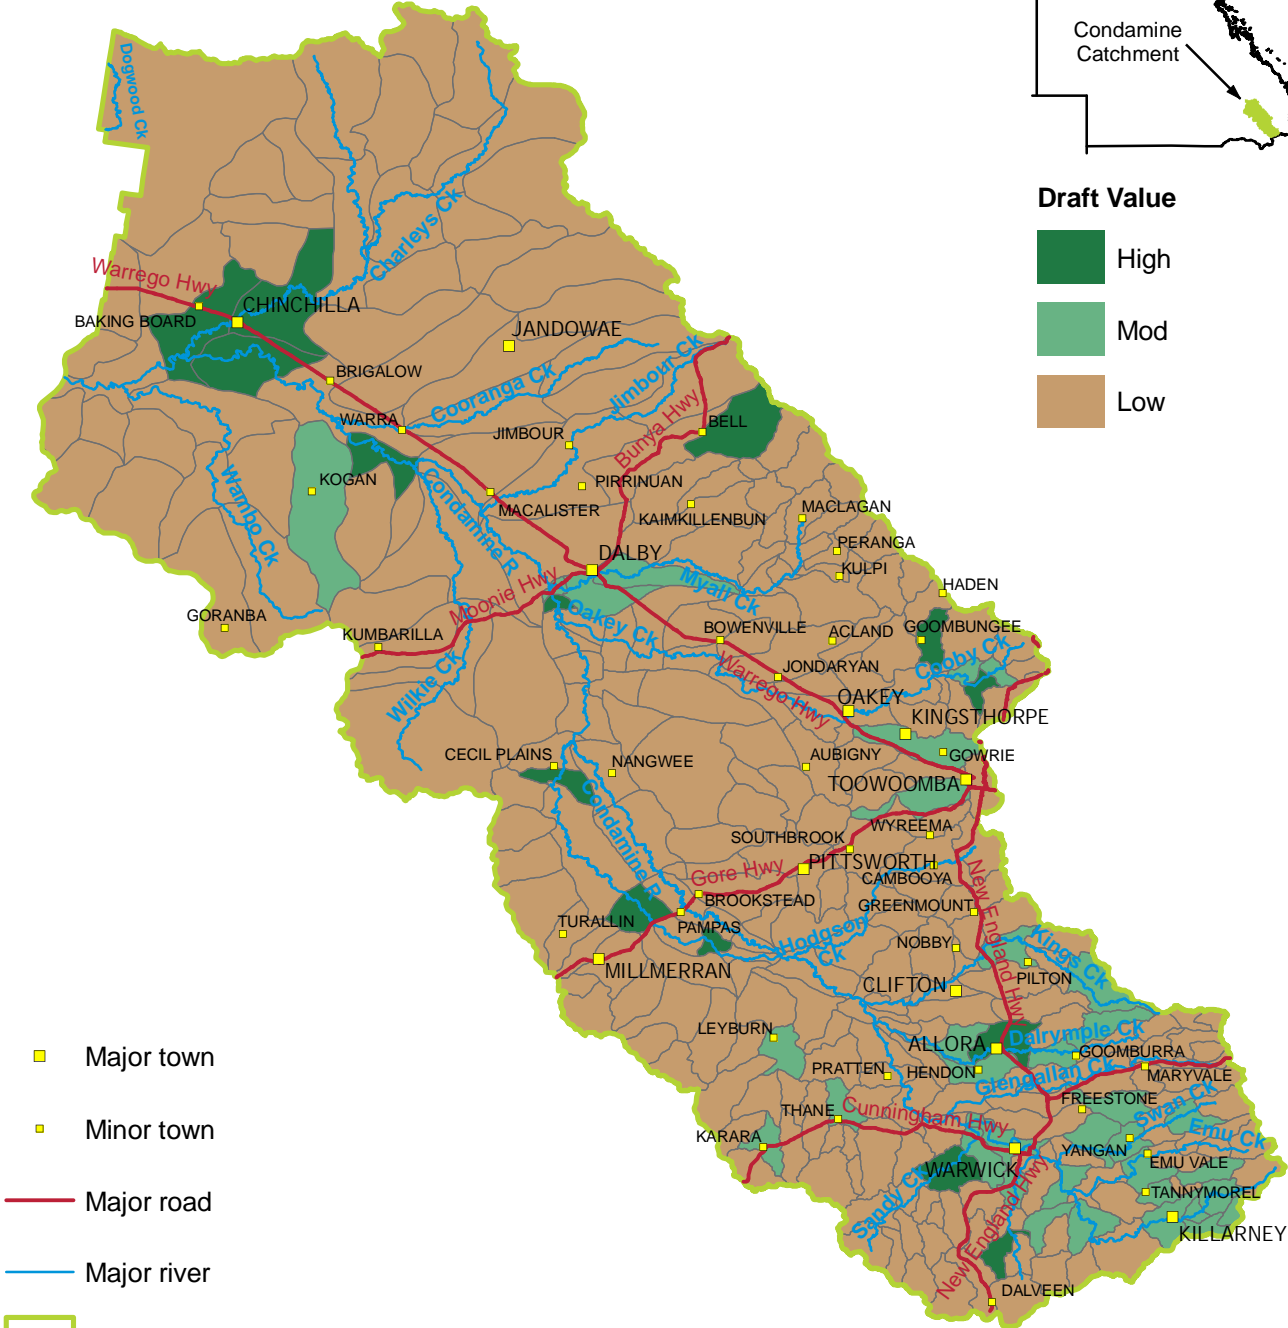 Condamine
Catchment
Draft Value
High
Mod
Low
Dogwood Ck
Charleys Ck
Warrego Hwy
CHINCHILLA
BAKING BOARD
JANDOWAE
BRIGALOW
Cooranga Ck
Jimbour Ck
WARRA
Bunya Hwy
BELL
JIMBOUR
KOGAN
PIRRINUAN
Wambo Ck
Condamine R
MACALISTER
KAIMKILLENBUN
MACLAGAN
PERANGA
DALBY
KULPI
Myall Ck
HADEN
Moonie Hwy
GORANBA
Oakey Ck
BOWENVILLE
ACLAND
GOOMBUNGEE
KUMBARILLA
Cooby Ck
JONDARYAN
Wilkie Ck
Warrego Hwy
OAKEY
KINGSTHORPE
CECIL PLAINS
NANGWEE
AUBIGNY
GOWRIE
TOOWOOMBA
Condamine R
WYREEMA
SOUTHBROOK
PITTSWORTH
Gore Hwy
CAMBOOYA
BROOKSTEAD
GREENMOUNT
New England Hwy
TURALLIN
PAMPAS
Hodgson
Ck
NOBBY
Kings Ck
MILLMERRAN
PILTON
CLIFTON
LEYBURN
ALLORA
Dalrymple Ck
GOOMBURRA
PRATTEN
HENDON
Glengallan Ck
MARYVALE
THANE
Cunningham Hwy
FREESTONE
Swan Ck
KARARA
Emu Ck
YANGAN
WARWICK
EMU VALE
Sandy Ck
TANNYMOREL
New England Hwy
KILLARNEY
DALVEEN
Major town
Minor town
Major road
Major river